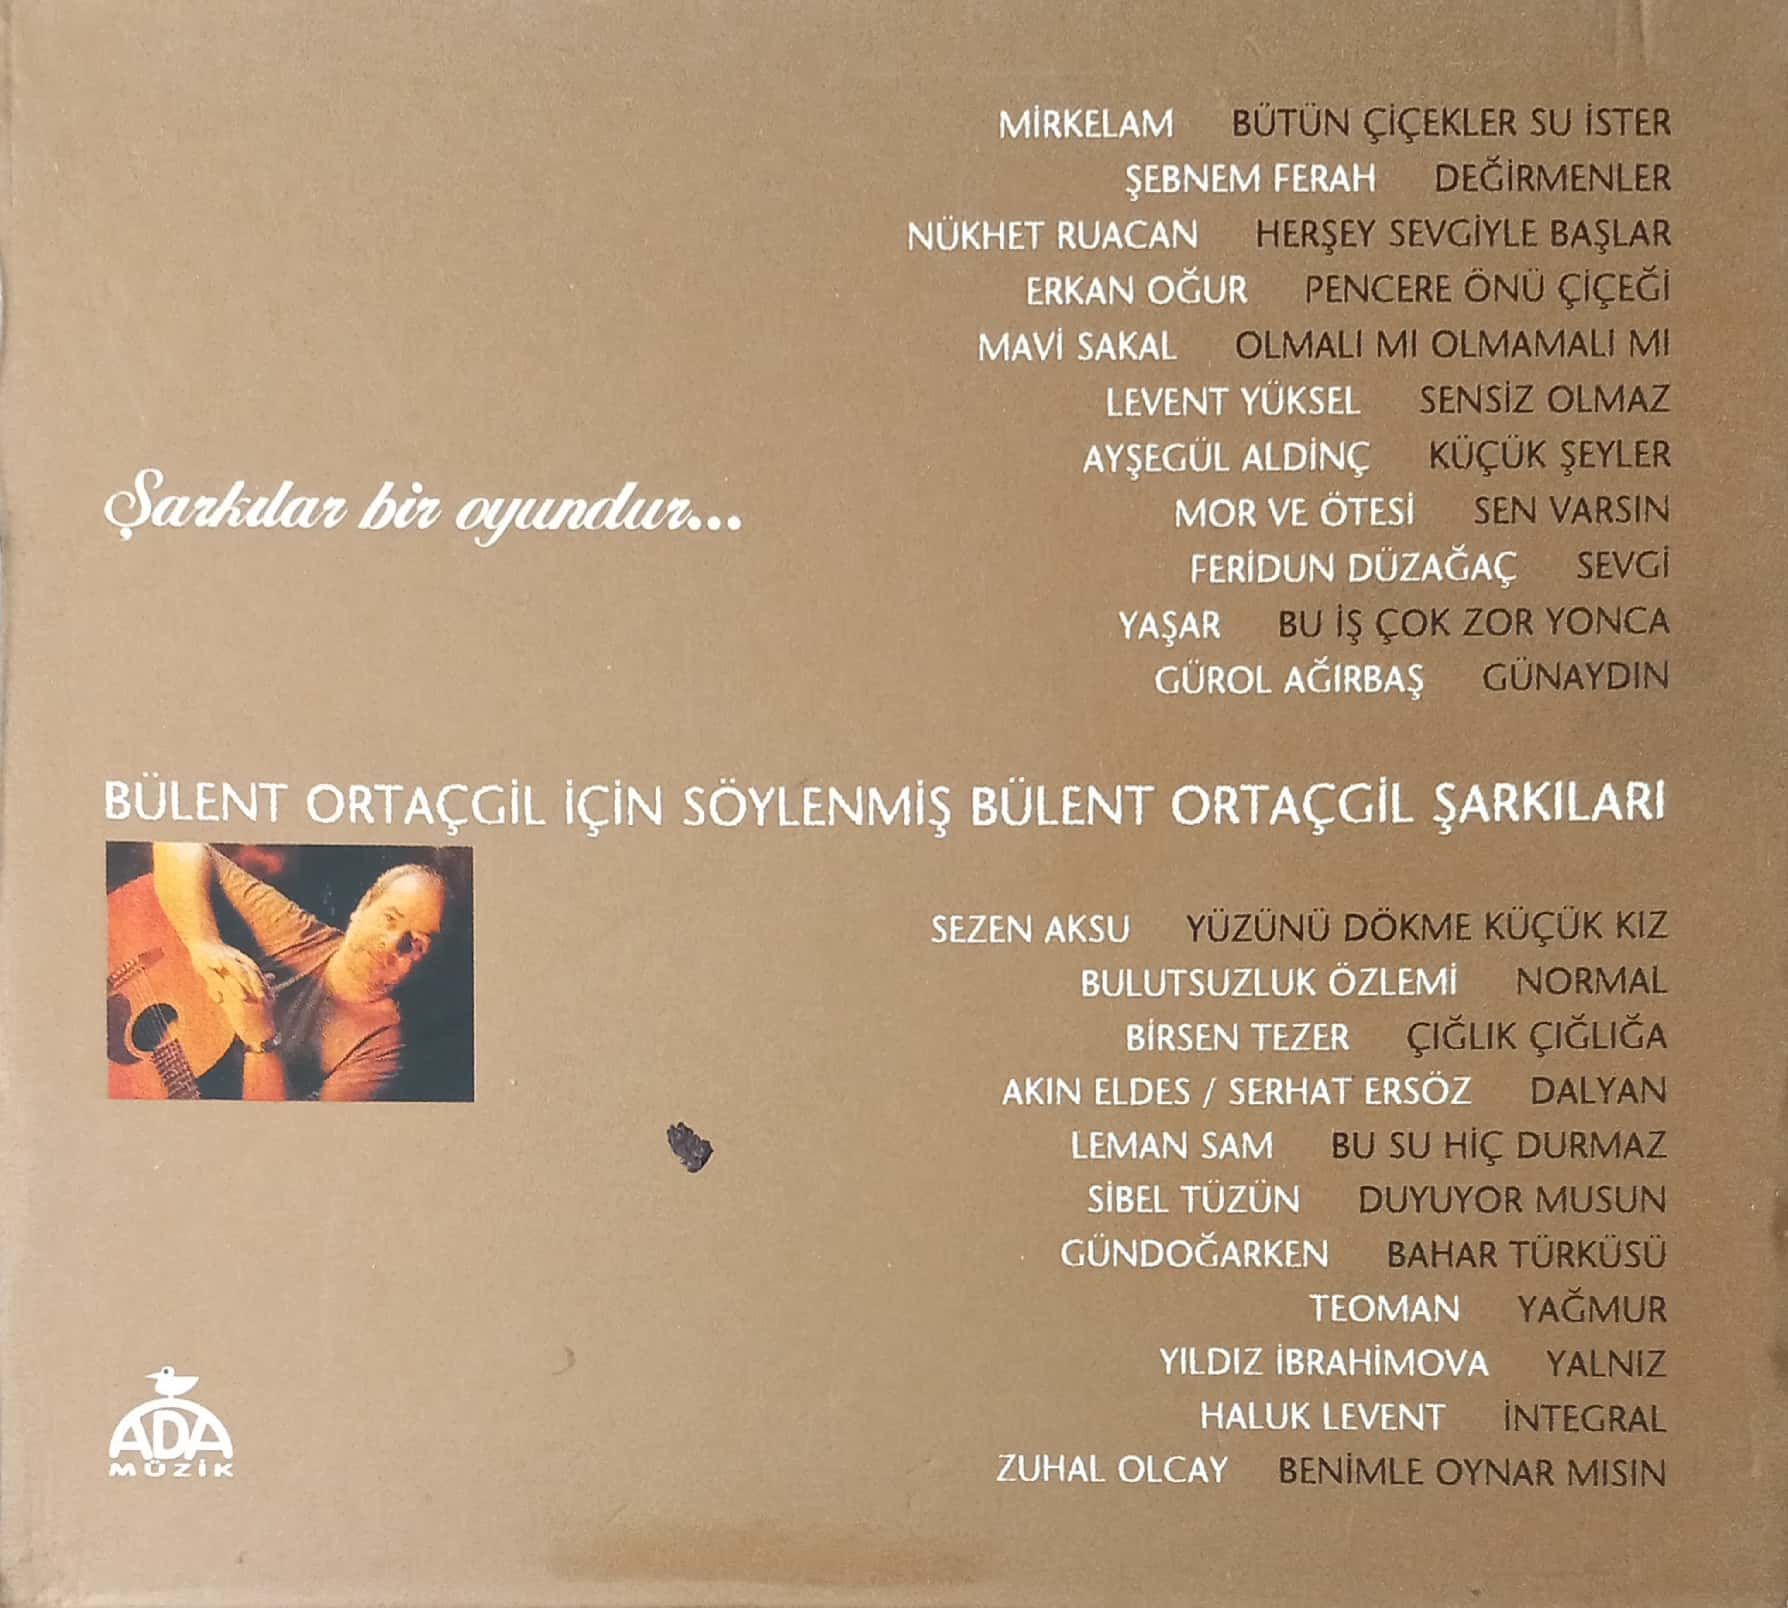 MİRKELAM BÜTÜN ÇİÇEKLER SU İSTER
ŞEBNEM FERAH DEĞİRMENLER
NÜKHET RUACAN HERŞEY SEVGİYLE BAŞLAR
ERKAN OĞUR PENCERE ÖNÜ ÇİÇEĞİ
MAVİ SAKAL OLMALI MI OLMAMALI MI
LEVENT YÜKSEL SENSİZ OLMAZ
AYŞEGÜL ALDİNÇ KÜÇÜK ŞEYLER
Şarkılar bir oyundur...
MOR VE ÖTESİ SEN VARSIN
FERİDUN DÜZAĞAÇ SEVGİ
YAŞAR BU İŞ ÇOK ZOR YONCA
GÜROL AĞIRBAŞ GÜNAYDIN
BÜLENT ORTAÇGİL İÇİN SÖYLENMİŞ BÜLENT ORTAÇGİL ŞARKILARI
SEZEN AKSU YÜZÜNÜ DÖKME KÜÇÜK KIZ
BULUTSUZLUK ÖZLEMİ NORMAL
BİRSEN TEZER ÇIĞLIK ÇIĞLIĞA
AKIN ELDES / SERHAT ERSÖZ DALYAN
LEMAN SAM BU SU HİÇ DURMAZ
SİBEL TÜZÜN DUYUYOR MUSUN
GÜNDOĞARKEN BAHAR TÜRKÜSÜ
TEOMAN YAĞMUR
YILDIZ İBRAHİMOVA YALNIZ
HALUK LEVENT İNTEGRAL
ZUHAL OLCAY BENİMLE OYNAR MISIN
ADA
MÜZİK